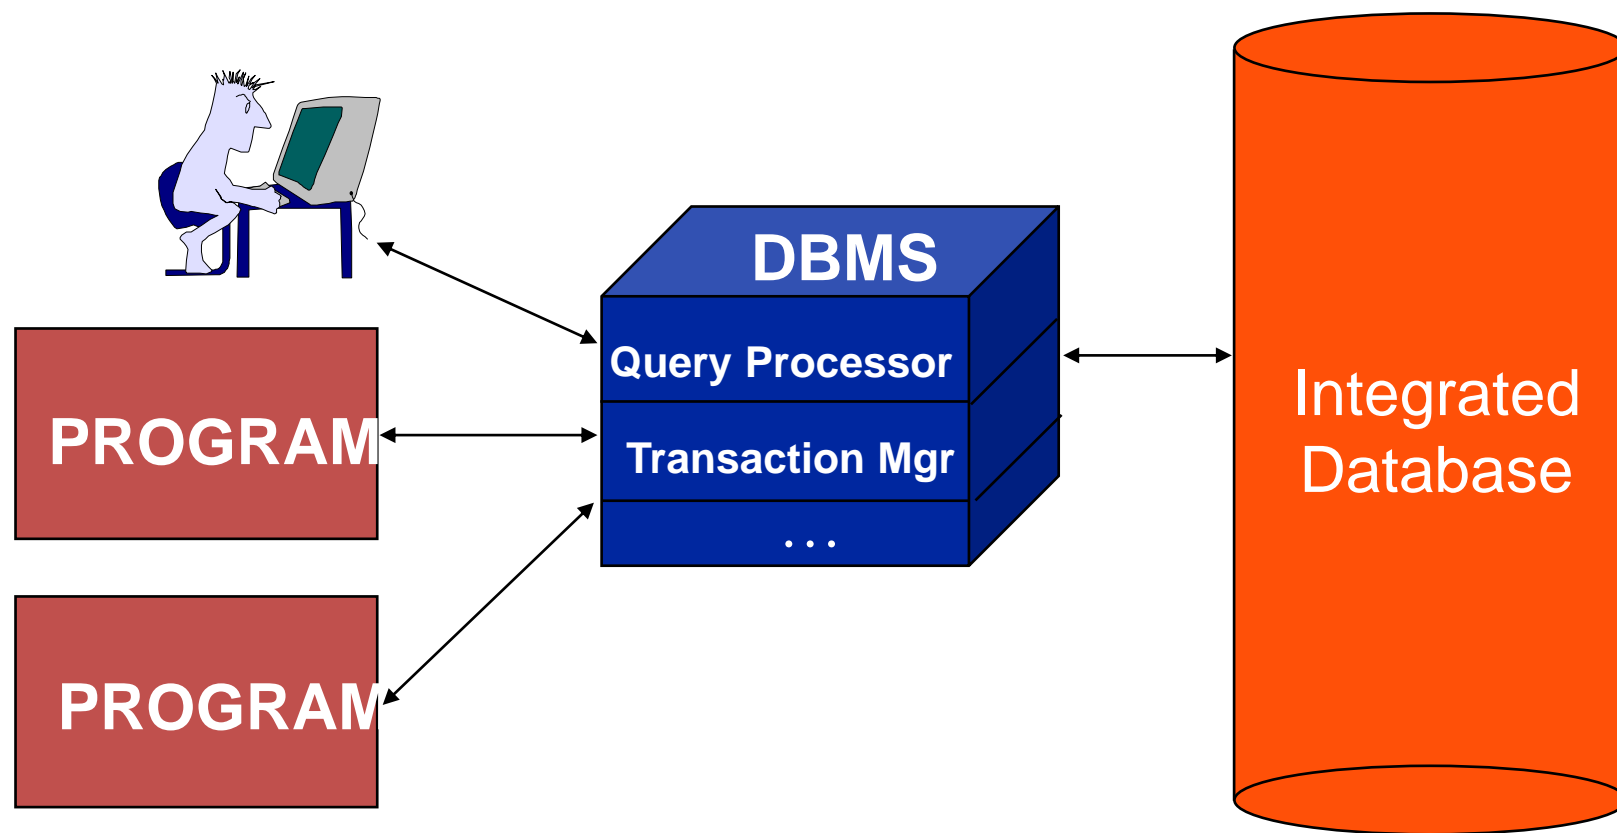 DBMS
Query Processor
PROGRAM
Transaction Mgr
. . .
PROGRAM
Integrated
Database